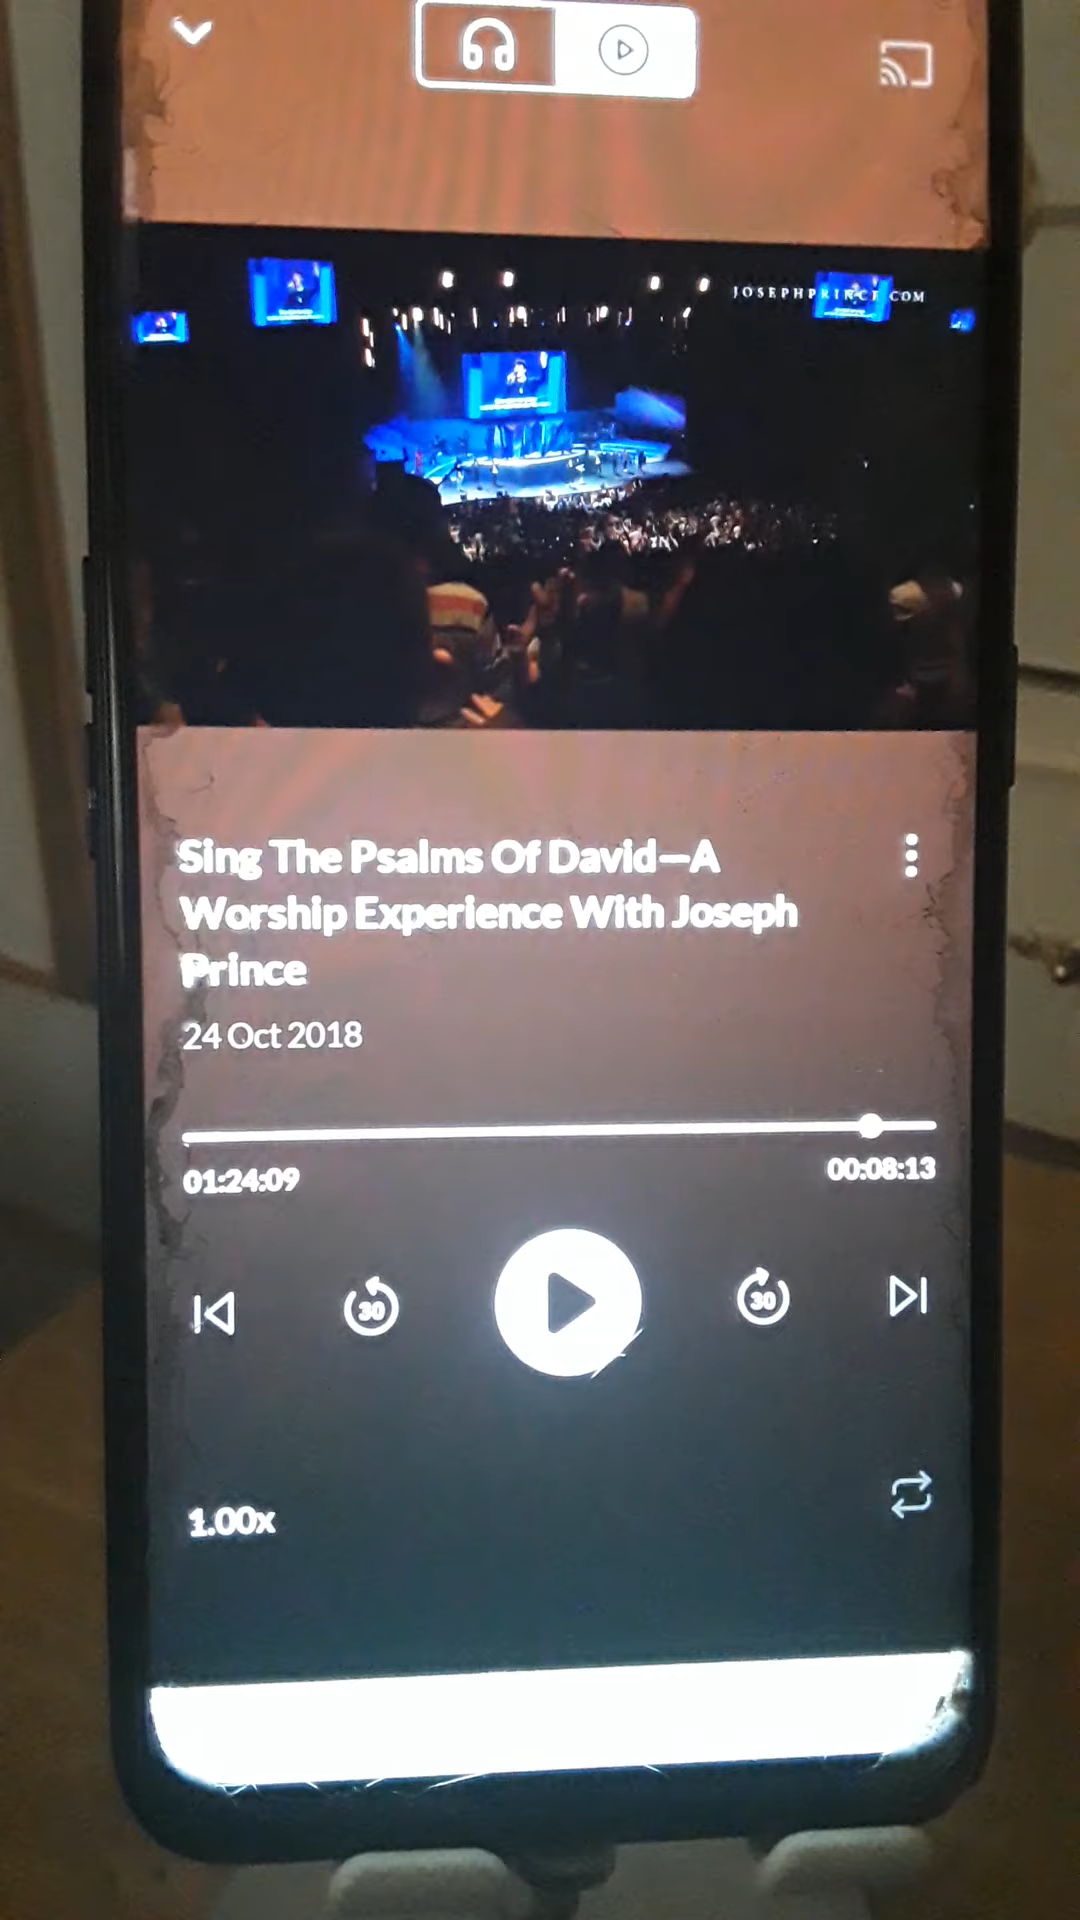 JOSEPHPRINCE.COM
Sing The Psalms Of David—A
Worship Experience With Joseph
Prince
24 Oct 2018
01:24:09
00:08:13
30
30
1.00x